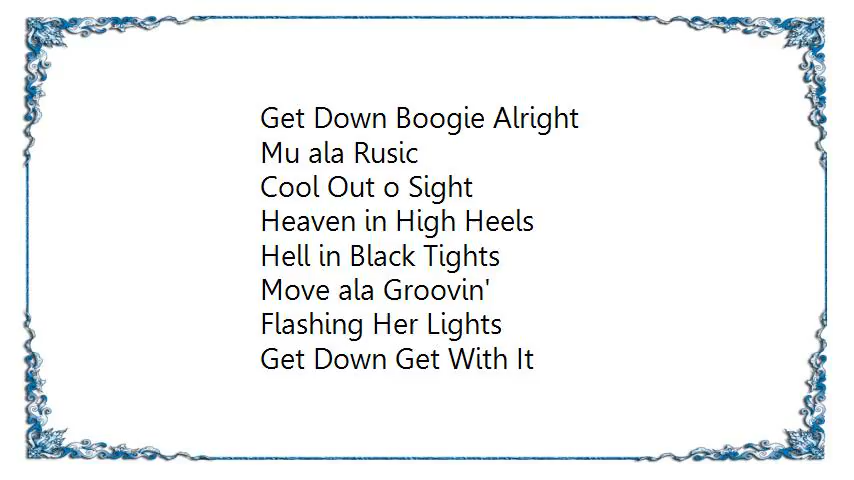 Get Down Boogie Alright
Mu ala Rusic
Cool Out o Sight
Heaven in High Heels
Hell in Black Tights
Move ala Groovin'
Flashing Her Lights
Get Down Get With It